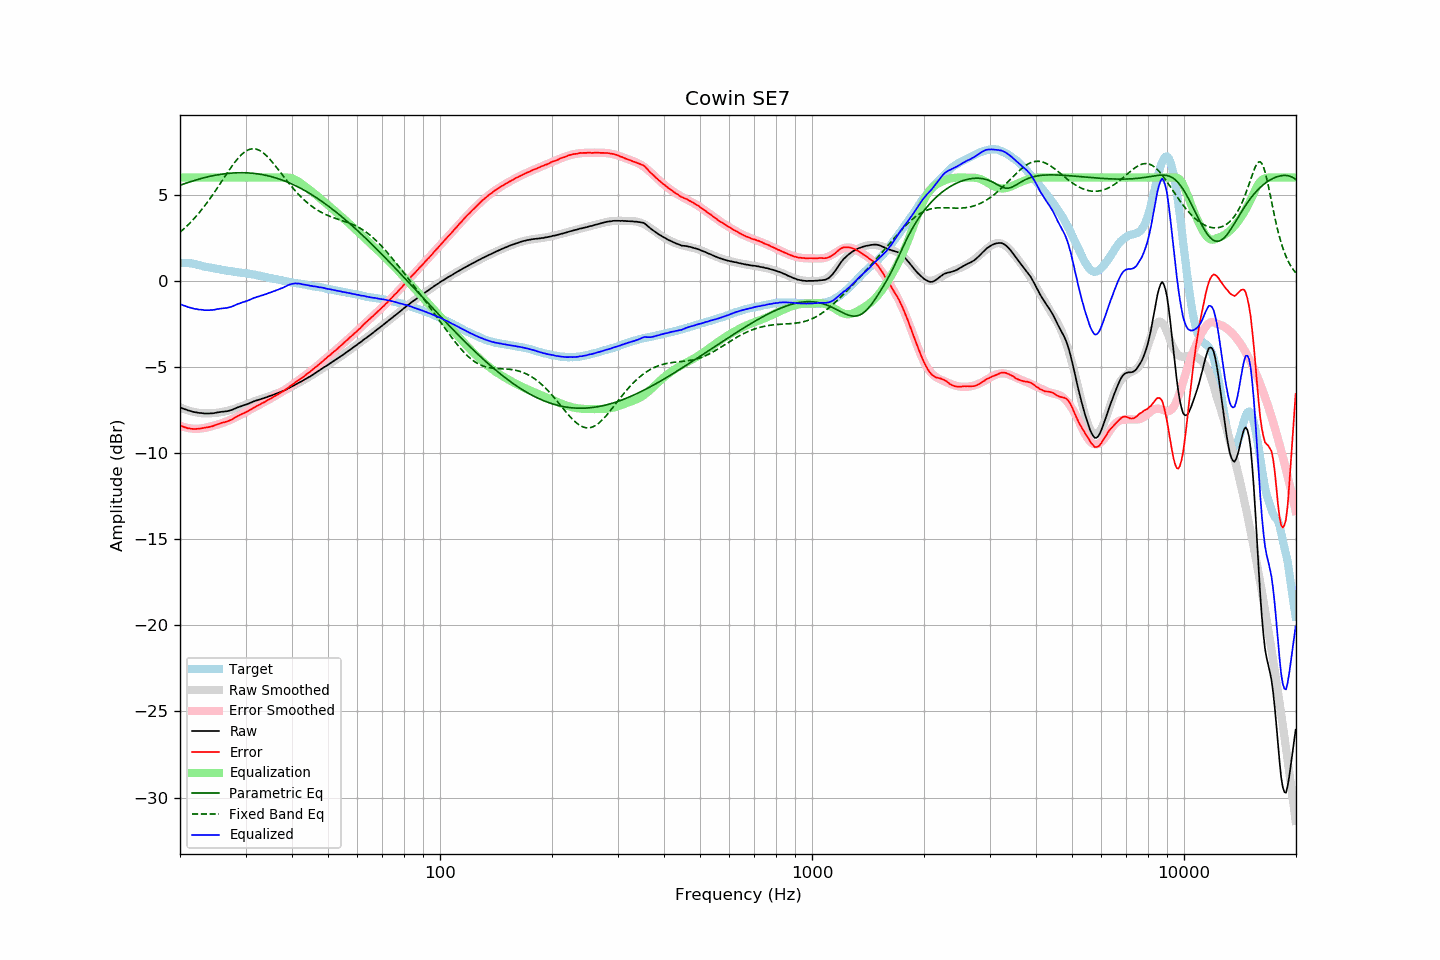 Cowin SE7
Amplitude (dBr)
5
0
−5
−10
−15
−20
−25
−30
Target
Raw Smoothed
Error Smoothed
Raw
Error
Equalization
Parametric Eq
Fixed Band Eq
Equalized
100 1000 10000
Frequency (Hz)